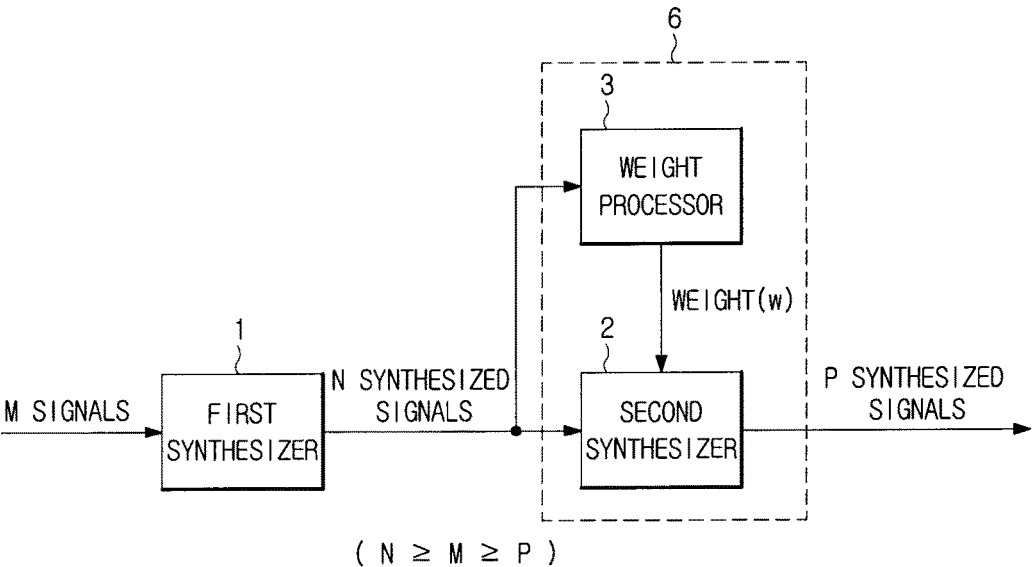 6
3
WEIGHT
PROCESSOR
WEIGHT(w)
1
2
M SIGNALS
FIRST
SYNTHESIZER
N SYNTHESIZED
SIGNALS
SECOND
SYNTHESIZER
P SYNTHESIZED
SIGNALS
( N ≥ M ≥ P )